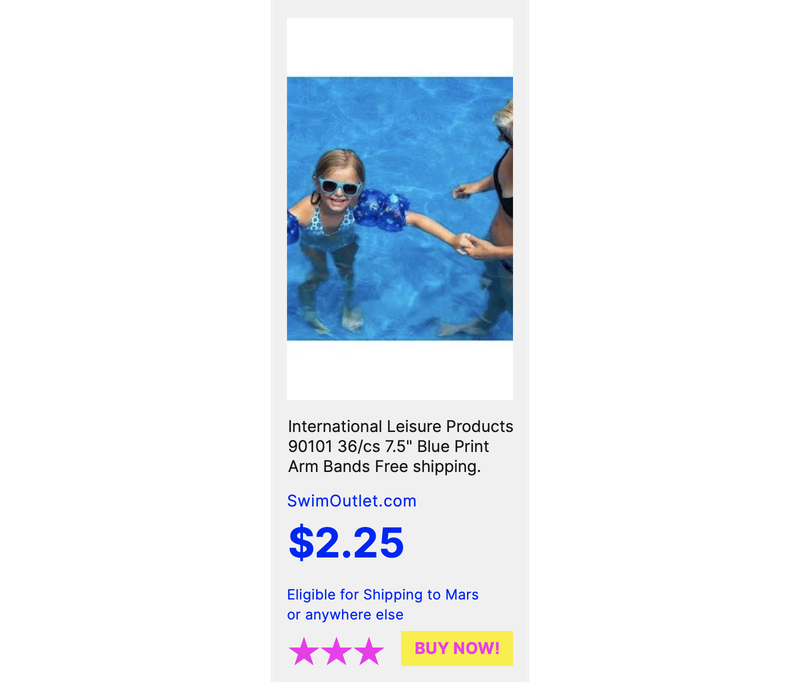 International Leisure Products
90101 36/cs 7.5" Blue Print
Arm Bands Free shipping.
SwimOutlet.com
$2.25
Eligible for Shipping to Mars
or anywhere else
BUY NOW!